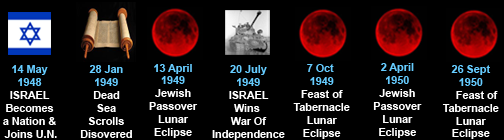 14 May
1948
ISRAEL
Becomes
a Nation &
Joins U.N.
28 Jan
1949
Dead
Sea
Scrolls
Disovered
13 April
1949
Jewish
Passover
Lunar
Eclipse
20 July
1949
ISRAEL
Wins
War Of
Independence
7 Oct
1949
Feast of
Tabernacle
Lunar
Eclipse
2 April
1950
Jewish
Passover
Lunar
Eclipse
26 Sept
1950
Feast of
Tabernacle
Lunar
Eclipse